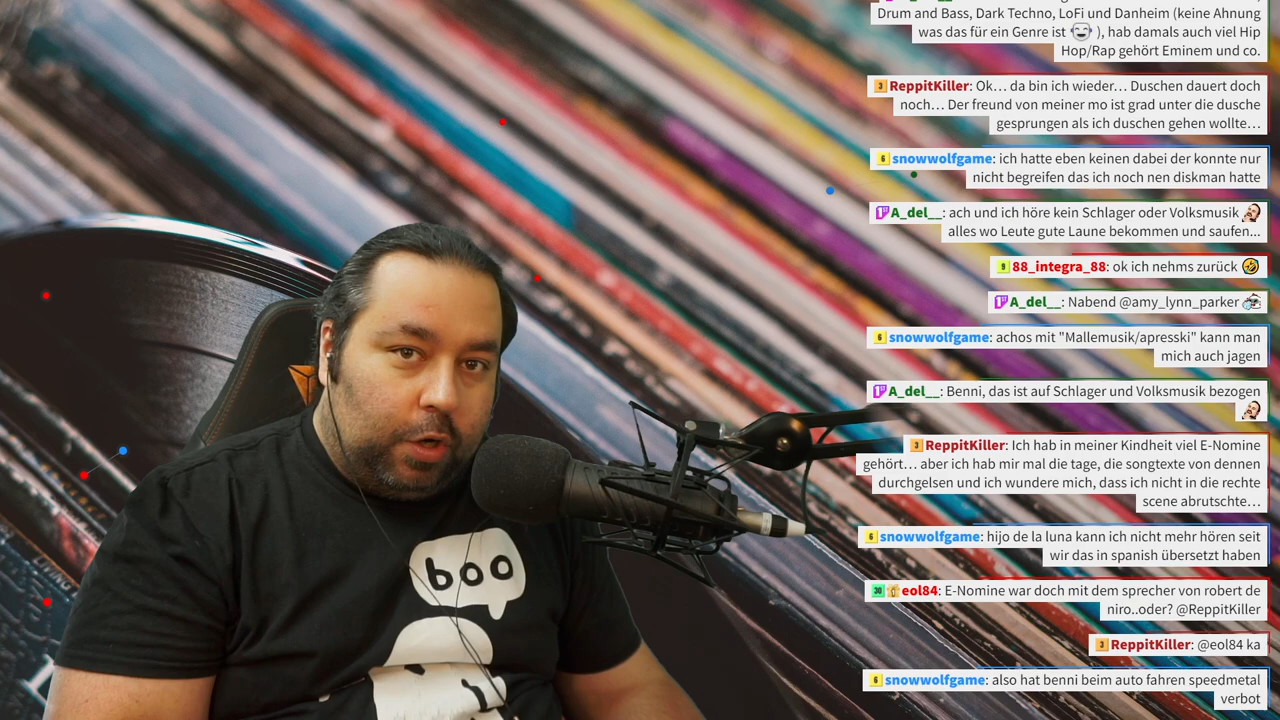 Drum and Bass, Dark Techno, LoFi und Danheim (keine Ahnung
was das für ein Genre ist ), hab damals auch viel Hip
Hop/Rap gehört Eminem und co.
3 ReppitKiller: Ok… da bin ich wieder… Duschen dauert doch
noch… Der freund von meiner mo ist grad unter die dusche
gesprungen als ich duschen gehen wollte…
6 snowwolfgame: ich hatte eben keinen dabei der konnte nur
nicht begreifen das ich noch nen diskman hatte
A_del__: ach und ich höre kein Schlager oder Volksmusik
alles wo Leute gute Laune bekommen und saufen...
9 88_integra_88: ok ich nehms zurück 🤣
A_del__: Nabend @amy_lynn_parker
6 snowwolfgame: achos mit "Mallemusik/apresski" kann man
mich auch jagen
A_del__: Benni, das ist auf Schlager und Volksmusik bezogen
3 ReppitKiller: Ich hab in meiner Kindheit viel E-Nomine
gehört… aber ich hab mir mal die tage, die songtexte von dennen
durchgelsen und ich wundere mich, dass ich nicht in die rechte
scene abrutschte…
6 snowwolfgame: hijo de la luna kann ich nicht mehr hören seit
wir das in spanish übersetzt haben
30 eol84: E-Nomine war doch mit dem sprecher von robert de
niro..oder? @ReppitKiller
3 ReppitKiller: @eol84 ka
6 snowwolfgame: also hat benni beim auto fahren speedmetal
verbot
boo